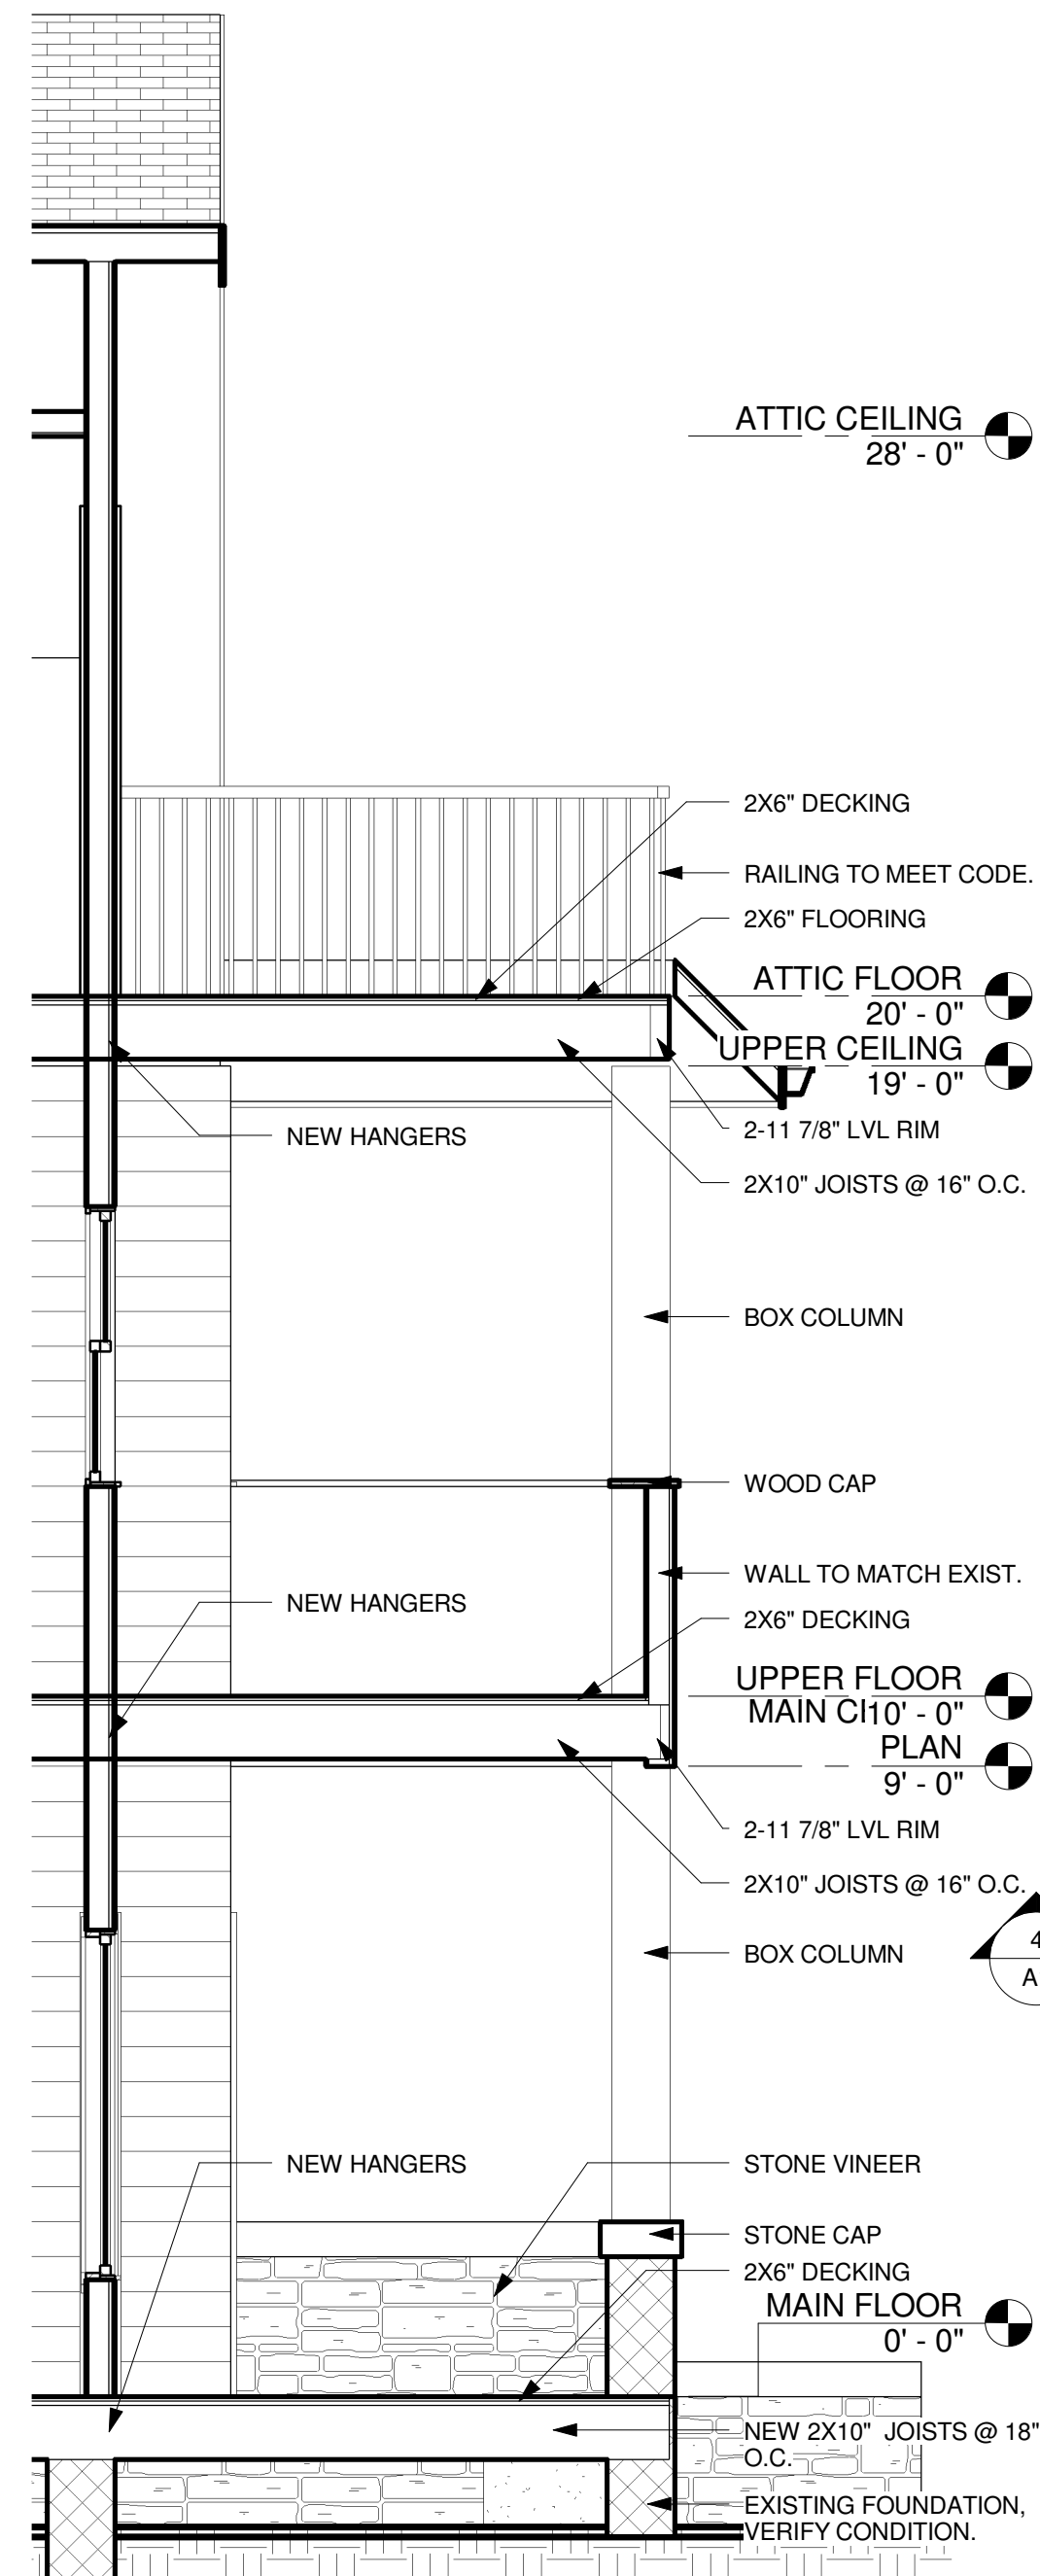 ATTIC CEILING
28' - 0"
2X6" DECKING
RAILING TO MEET CODE.
2X6" FLOORING
ATTIC FLOOR
20' - 0"
UPPER CEILING
19' - 0"
2-11 7/8" LVL RIM
NEW HANGERS
2X10" JOISTS @ 16" O.C.
BOX COLUMN
WOOD CAP
WALL TO MATCH EXIST.
NEW HANGERS
2X6" DECKING
UPPER FLOOR
10' - 0"
MAIN
PLAN
9' - 0"
2-11 7/8" LVL RIM
2X10" JOISTS @ 16" O.C.
4
A
BOX COLUMN
NEW HANGERS
STONE VINEER
STONE CAP
2X6" DECKING
MAIN FLOOR
0' - 0"
NEW 2X10" JOISTS @ 18"
O.C.
EXISTING FOUNDATION,
VERIFY CONDITION.